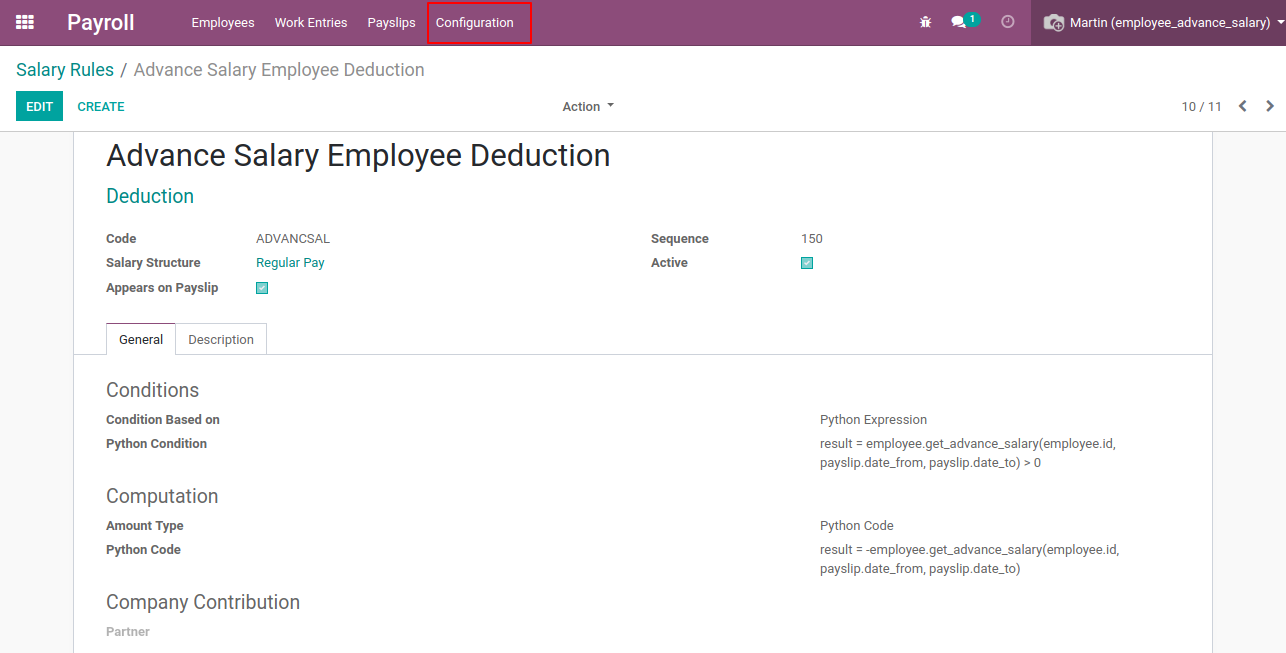 Payroll Employees Work Entries Payslips Configuration 1 Martin (employee_advance_salary)
Salary Rules / Advance Salary Employee Deduction
EDIT CREATE Action 10 / 11
Advance Salary Employee Deduction
Deduction
Code ADVANCSAL Sequence 150
Salary Structure Regular Pay Active
Appears on Payslip
General Description
Conditions
Condition Based on Python Expression
Python Condition result = employee.get_advance_salary(employee.id,
payslip.date_from, payslip.date_to) > 0
Computation
Amount Type Python Code
Python Code result = -employee.get_advance_salary(employee.id,
payslip.date_from, payslip.date_to)
Company Contribution
Partner